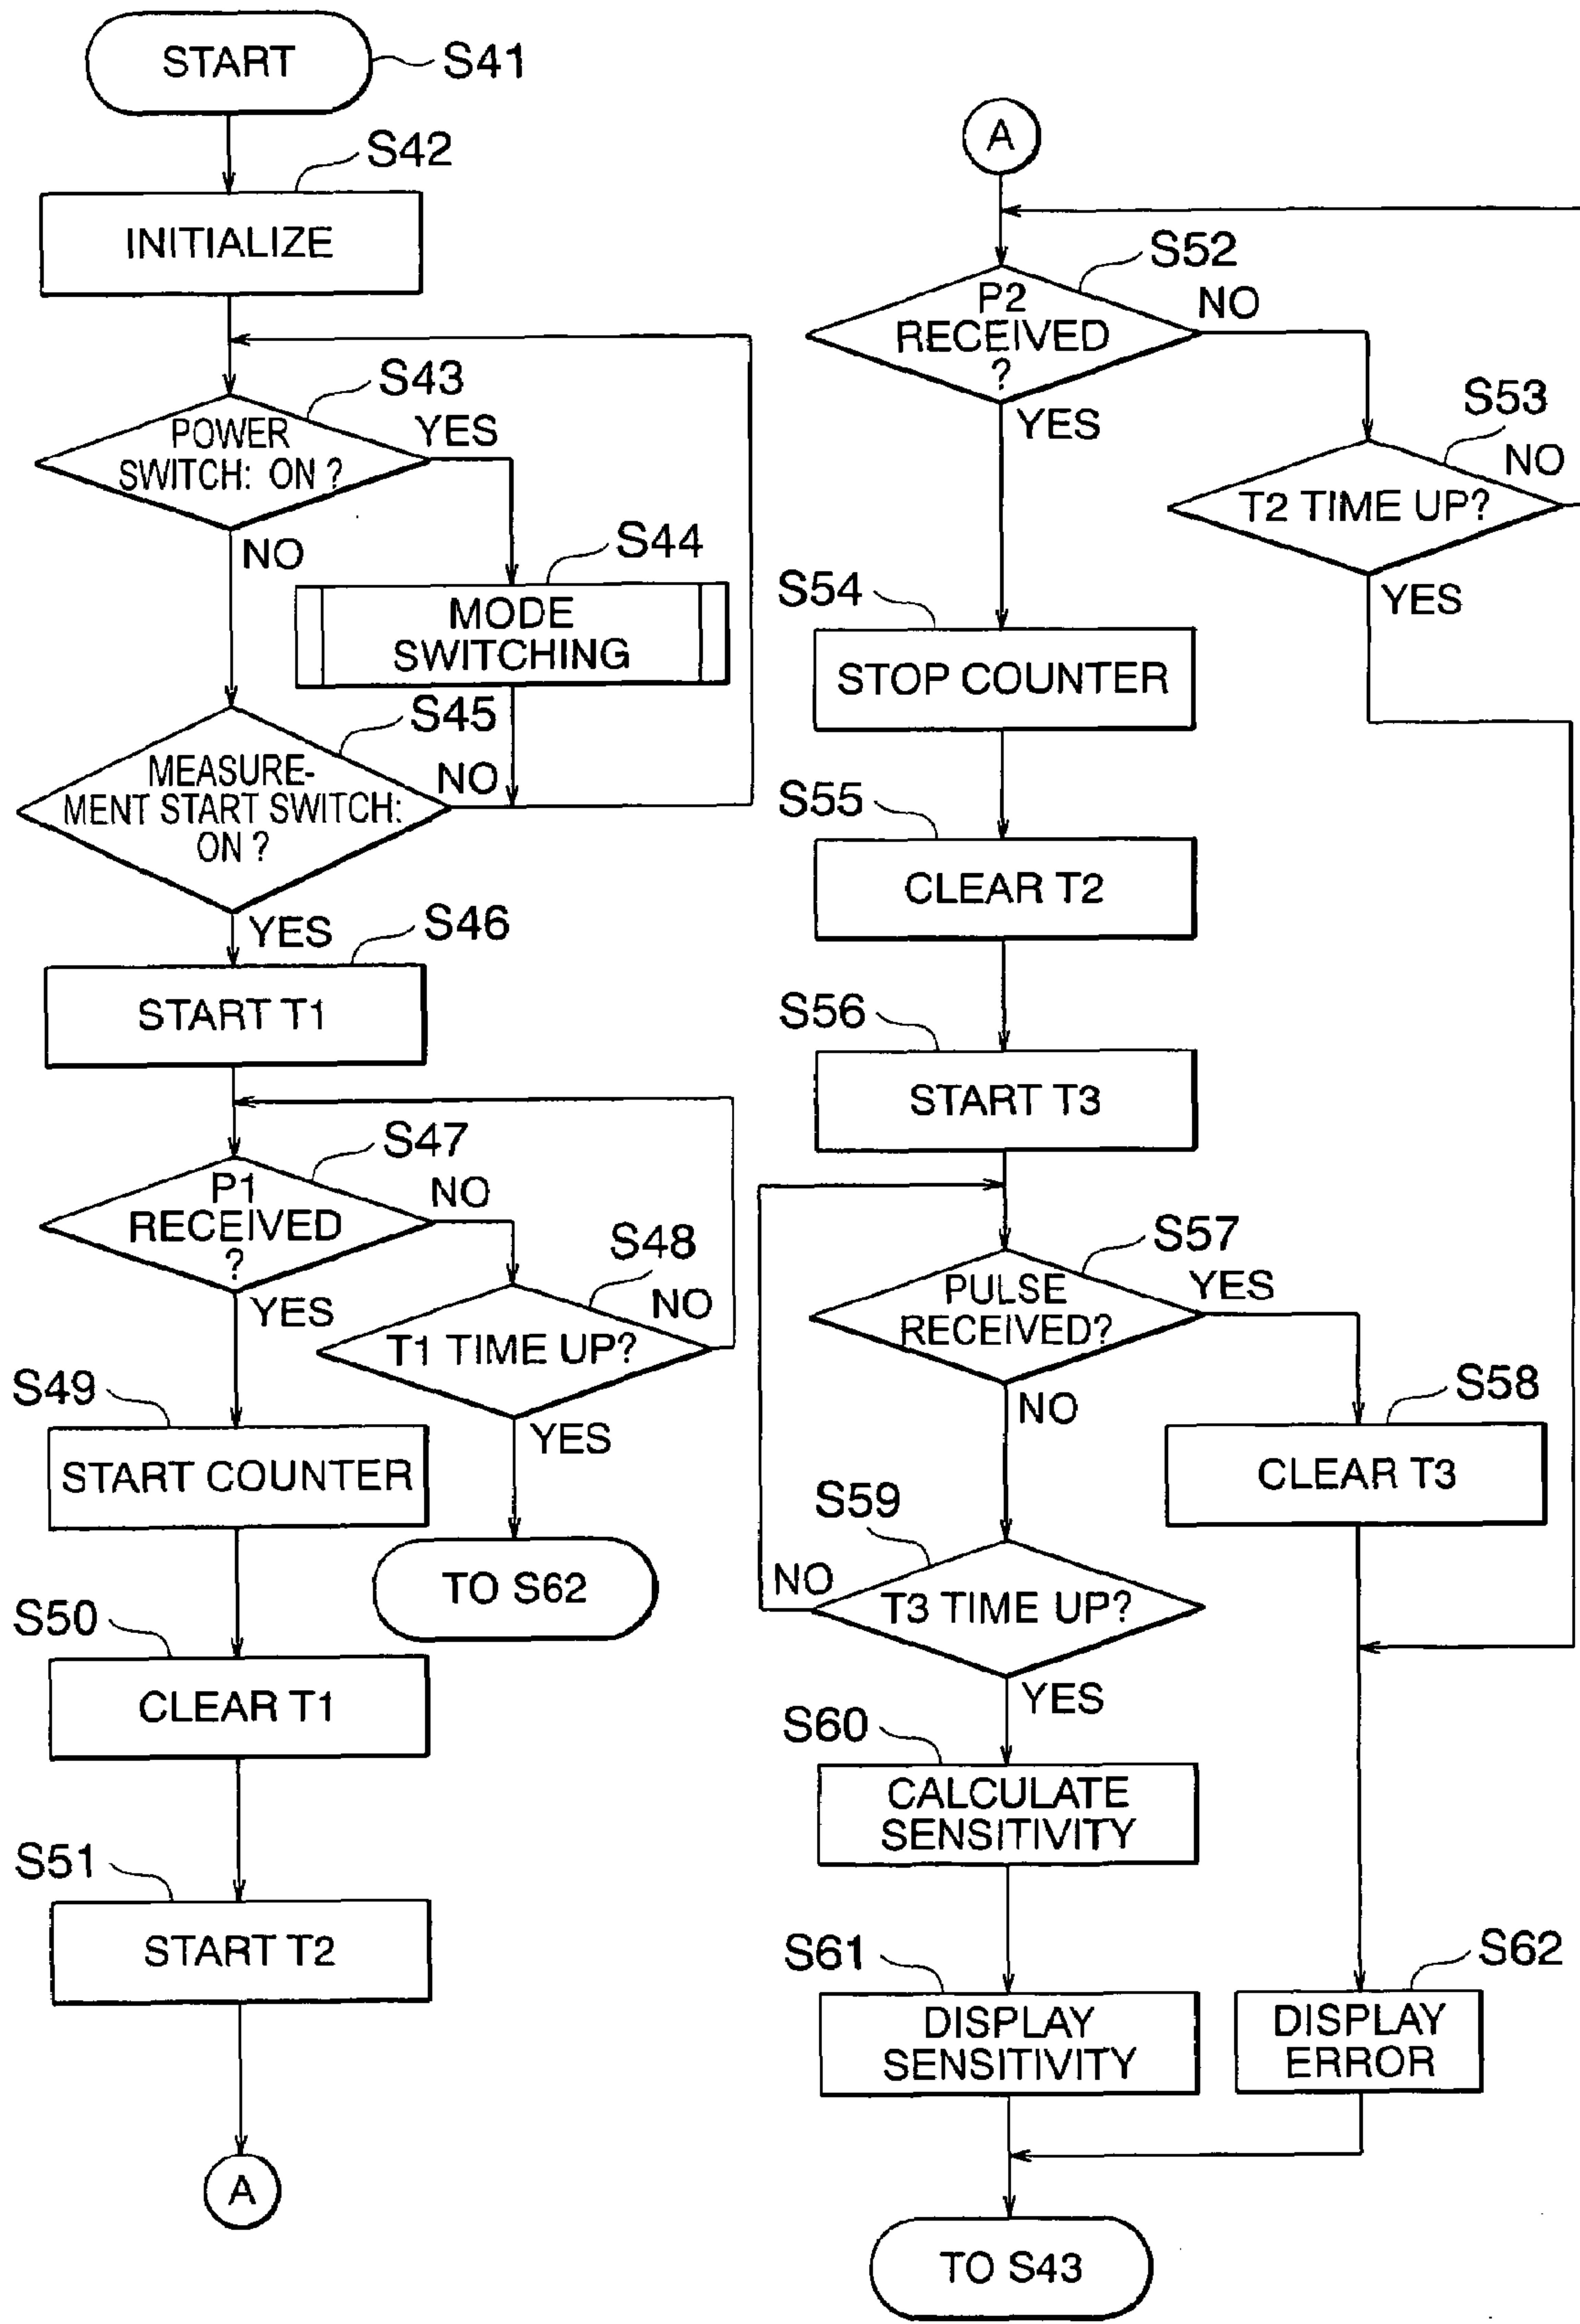 START
S41
S42
INITIALIZE
S43
POWER
SWITCH: ON ?
YES
NO
S44
MODE
SWITCHING
S45
MEASURE-
MENT START SWITCH:
ON ?
NO
YES
S46
START T1
S47
P1
RECEIVED
?
NO
YES
S48
T1 TIME UP?
NO
YES
TO S62
S49
START COUNTER
S50
CLEAR T1
S51
START T2
A
A
S52
P2
RECEIVED
?
NO
YES
S53
T2 TIME UP?
NO
YES
S54
STOP COUNTER
S55
CLEAR T2
S56
START T3
S57
PULSE
RECEIVED?
YES
NO
S58
CLEAR T3
S59
T3 TIME UP?
NO
YES
S60
CALCULATE
SENSITIVITY
S61
DISPLAY
SENSITIVITY
S62
DISPLAY
ERROR
TO S43